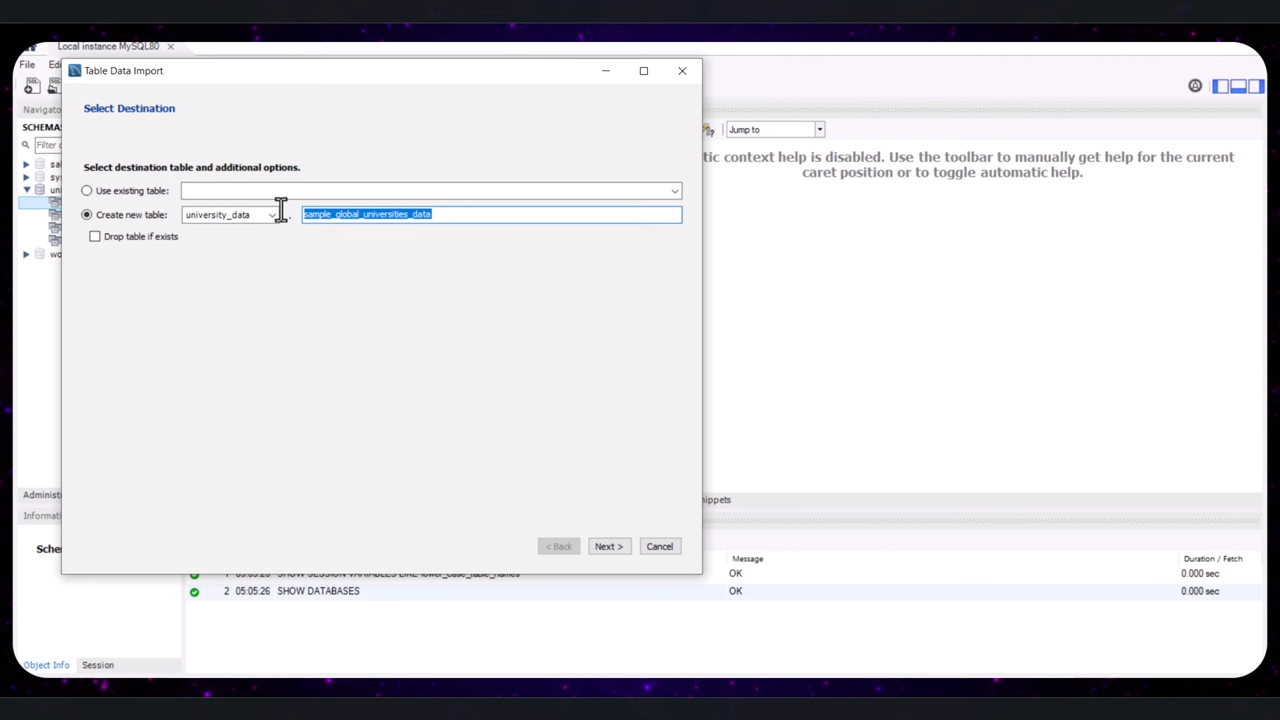 Local instance MySQL80
File
Table Data Import
Select Destination
Navigato
SCHEMAS
Jump to
Filter
tic context help is disabled. Use the toolbar to manually get help for the current
caret position or to toggle automatic help.
Select destination table and additional options.
Use existing table:
Create new table:
university_data
.
sample_global_universities_data
Drop table if exists
Administ
nippets
Informat
Sche
< Back
Next >
Cancel
Message
Duration / Fetch
OK
0.000 sec
2 05:05:26 SHOW DATABASES
OK
0.000 sec
Object Info
Session